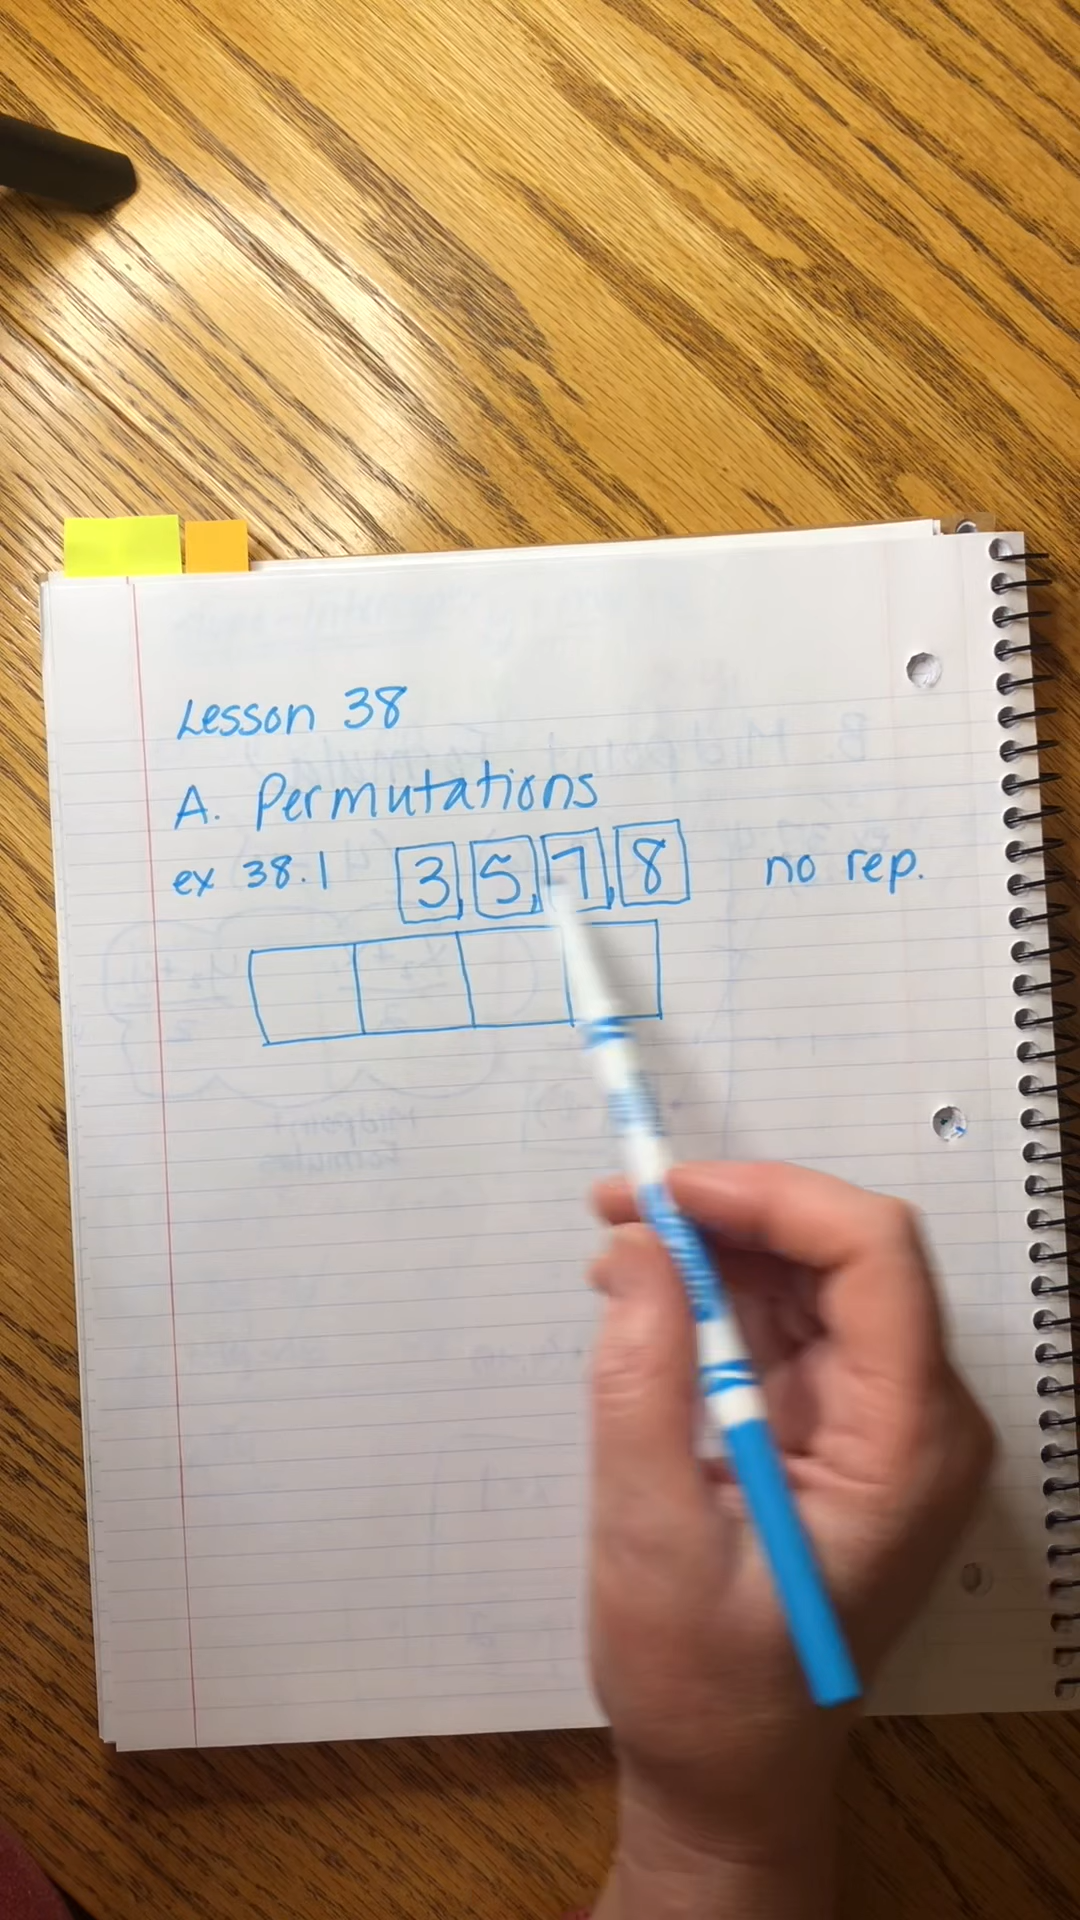 Lesson 38
A. Permutations
ex 38.1 3, 5, 7, 8 no rep.